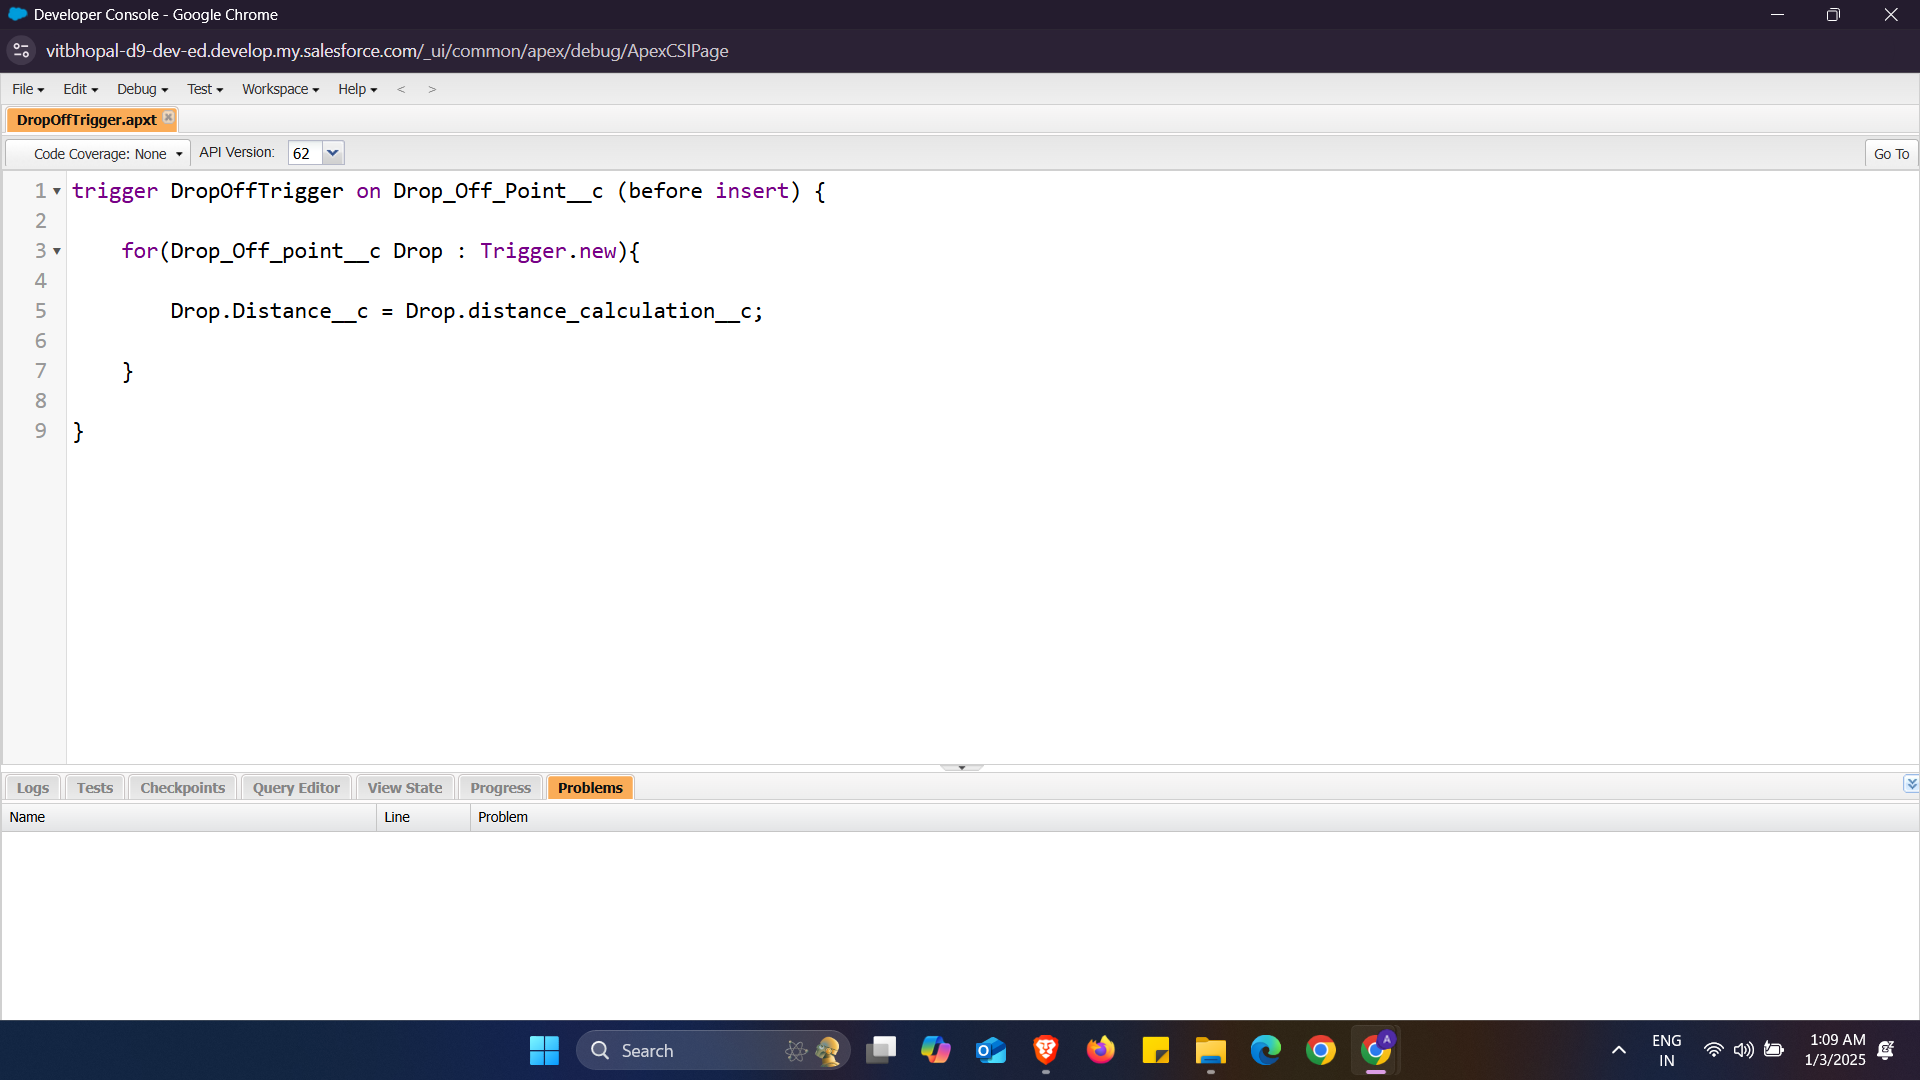 Developer Console - Google Chrome
vitbhopal-d9-dev-ed.develop.my.salesforce.com/_ui/common/apex/debug/ApexCSIPage
File Edit Debug Test Workspace Help < >
DropOffTrigger.apxt
Code Coverage: None API Version: 62 Go To
1 trigger DropOffTrigger on Drop_Off_Point__c (before insert) {
2
3 for(Drop_Off_point__c Drop : Trigger.new){
4
5 Drop.Distance__c = Drop.distance_calculation__c;
6
7 }
8
9 }
Logs Tests Checkpoints Query Editor View State Progress Problems
Name Line Problem
Search
ENG
IN
1:09 AM
1/3/2025